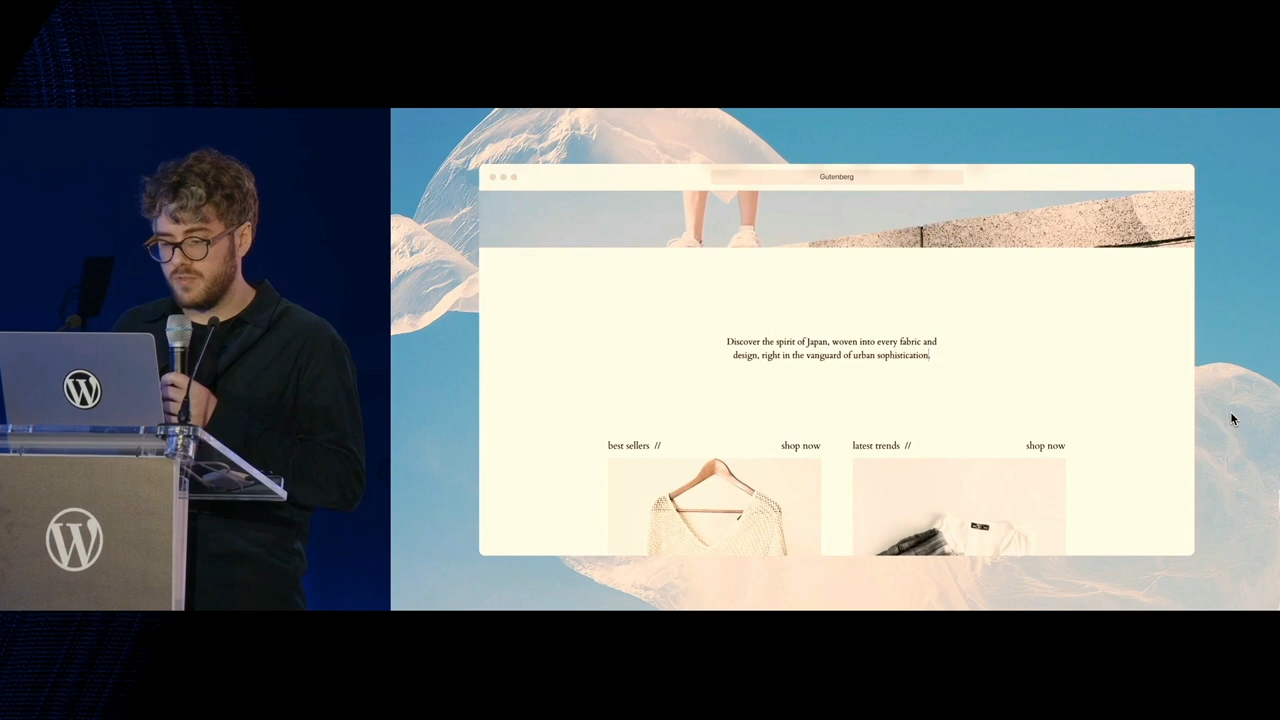 Gutenberg
Discover the spirit of Japan, woven into every fabric and
design, right in the vanguard of urban sophistication.
best sellers //
shop now
latest trends //
shop now